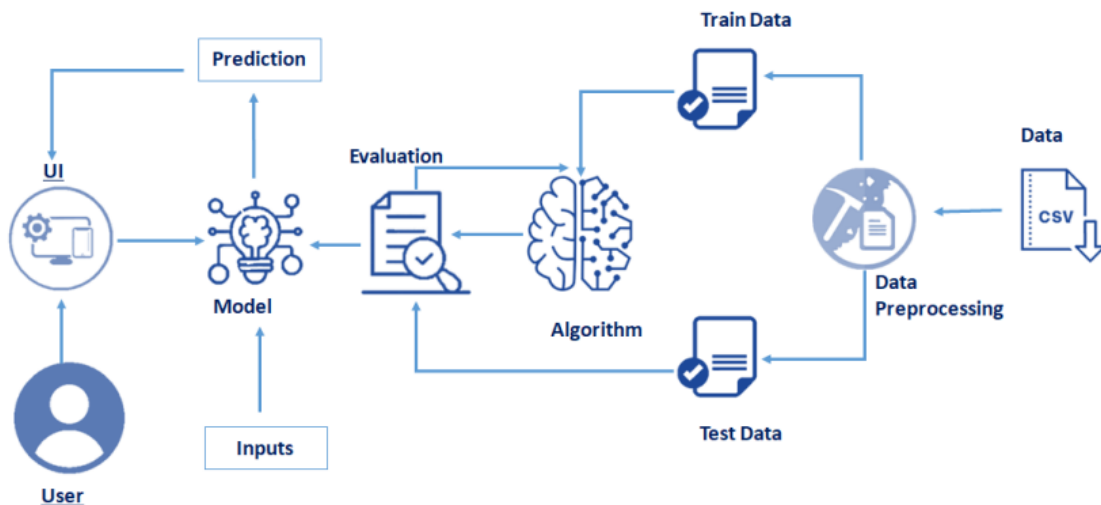 Train Data
Prediction
Data
Evaluation
UI
CSV
Data
Preprocessing
Model
Algorithm
Test Data
Inputs
User